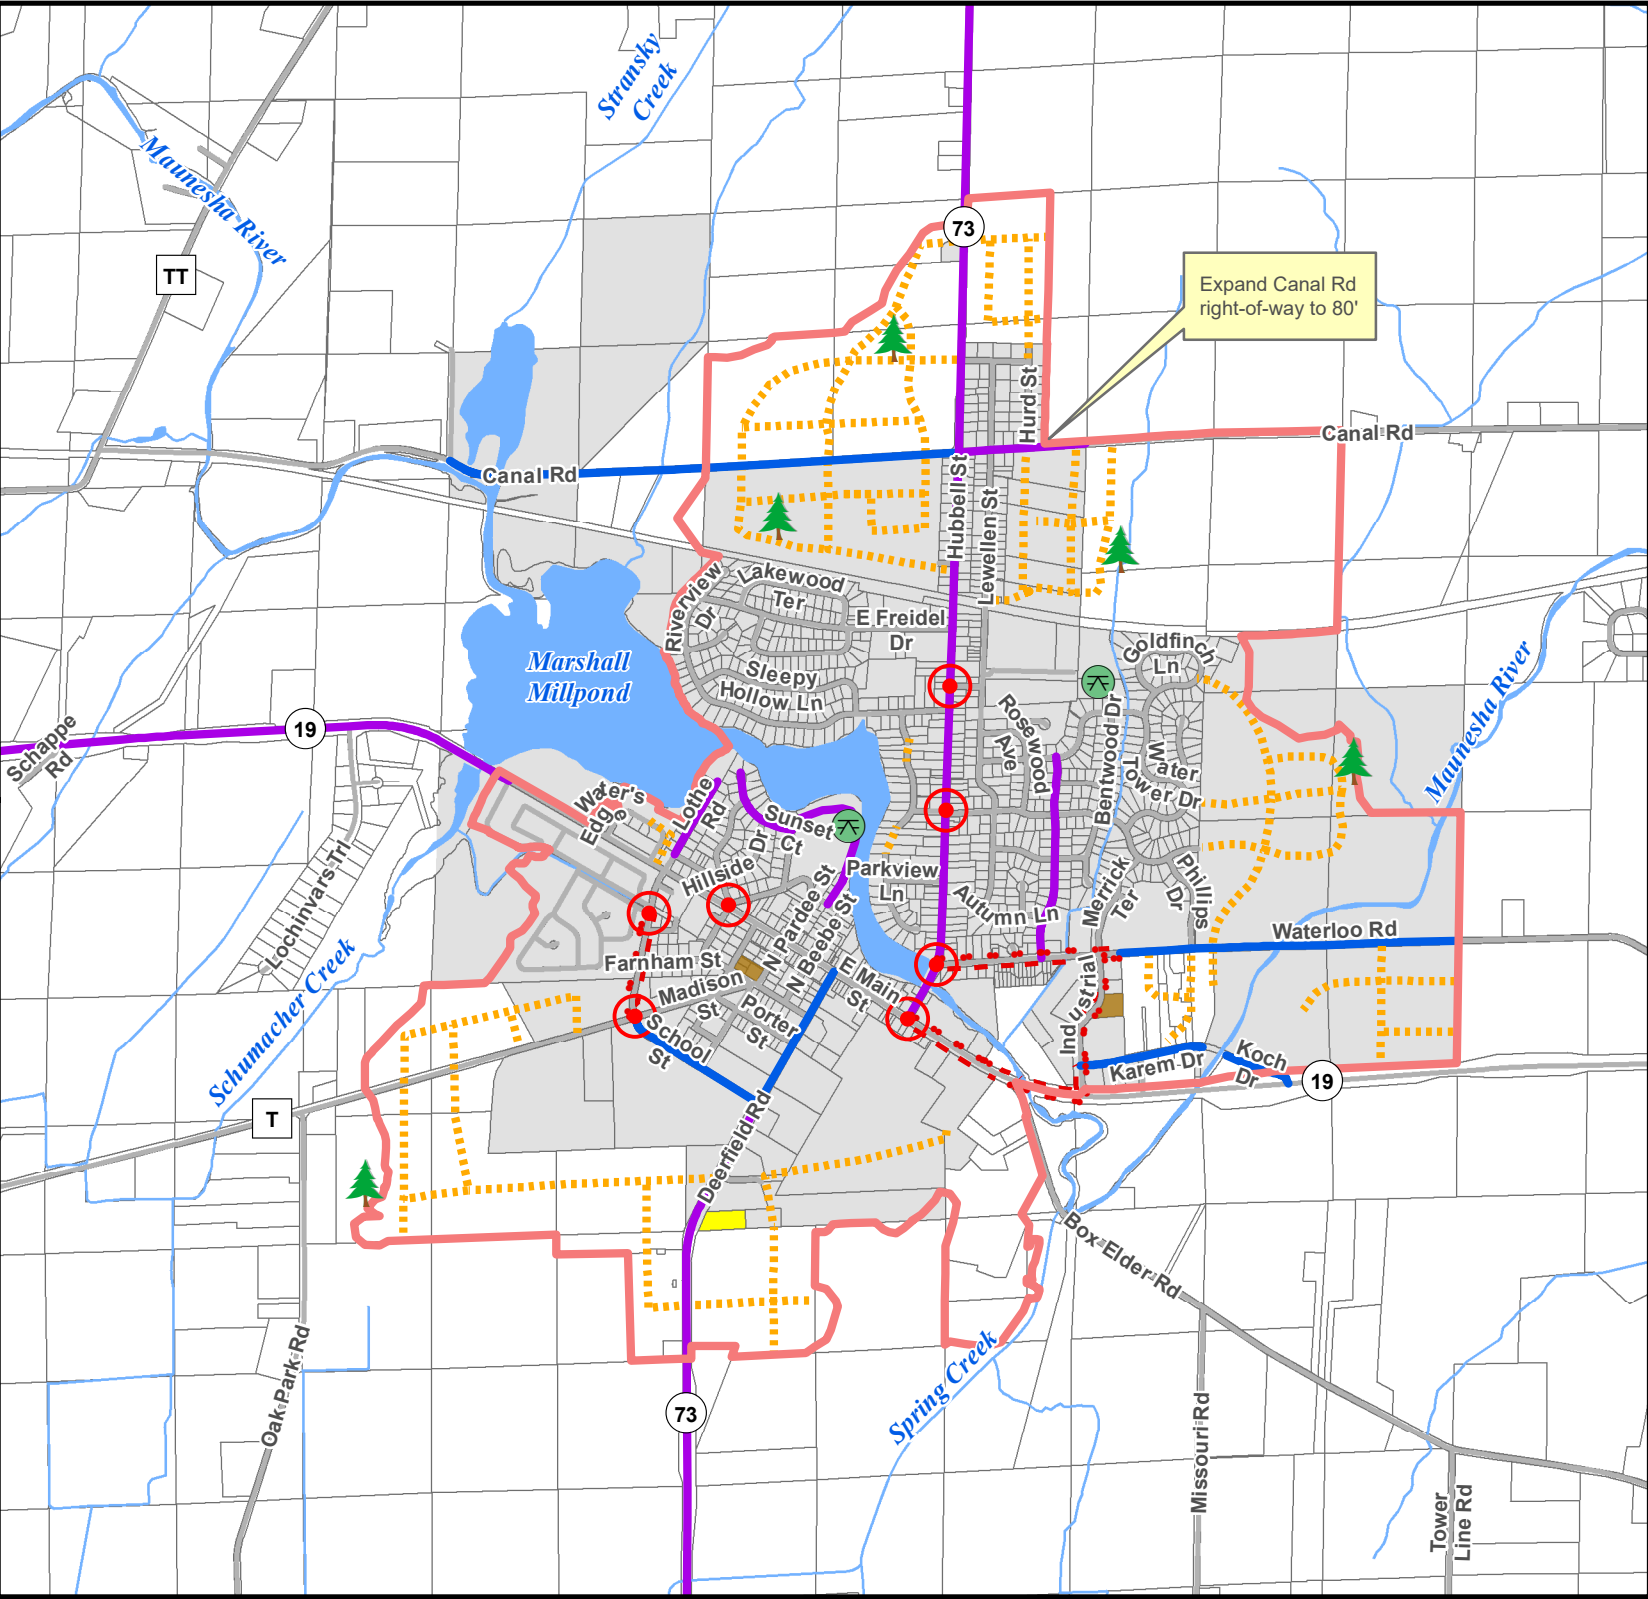 Stransky
Creek
Maunesha River
73
TT
Expand Canal Rd
right-of-way to 80'
Hurd St
Canal Rd
Canal Rd
Hubbell St
Lewellen St
Lakewood
Ter
Riverview
Dr
E Freidel
Dr
Goldfinch
Ln
Marshall
Millpond
Sleepy
Hollow Ln
Rosewood
Ave
Bentwood Dr
Water
Tower Dr
Maunesha River
19
Schappe
Rd
Water's
Edge
Lothe
Rd
Sunset
Ct
Hillside Dr
Parkview
Ln
Autumn Ln
Merrick
Ter
Phillips
Dr
Lochinvars Trl
N Pardee St
N Beebe St
Waterloo Rd
Farnham St
E Main
St
Madison
St
Porter
St
School
St
Industrial
Schumacher Creek
Karem Dr
Koch
Dr
19
T
Deerfield Rd
Box Elder Rd
Oak Park Rd
Spring Creek
73
Missouri Rd
Tower
Line Rd